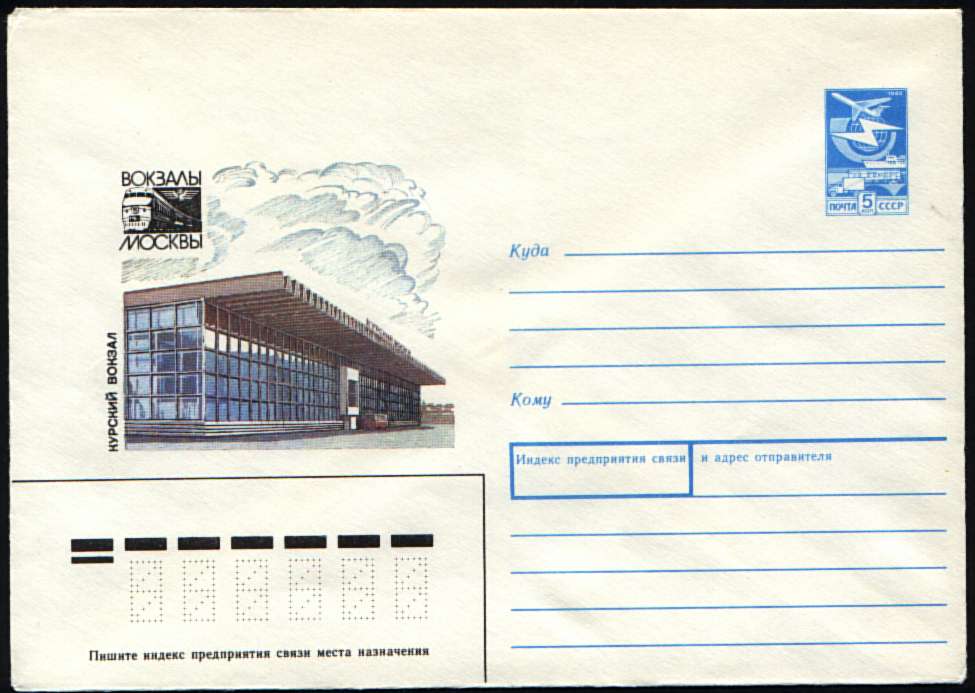 ВОКЗАЛЫ
МОСКВЫ
КУРСКИЙ ВОКЗАЛ
ПОЧТА 5 КОП СССР
Куда
Кому
Индекс предприятия связи и адрес отправителя
Пишите индекс предприятия связи места назначения